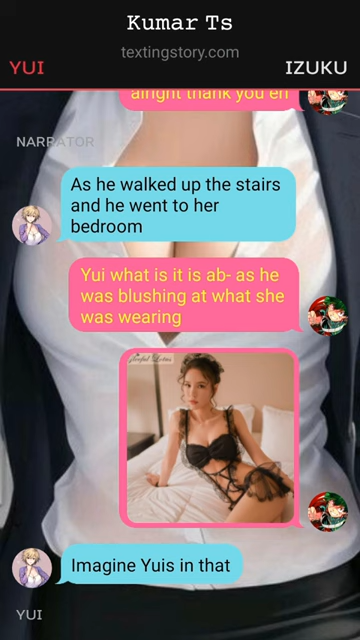 Kumar Ts
textingstory.com
YUI
IZUKU
alright thank you eh
NARRATOR
As he walked up the stairs
and he went to her
bedroom
Yui what is it is ab- as he
was blushing at what she
was wearing
Imagine Yuis in that
YUI